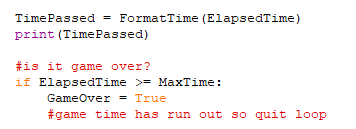 TimePassed = FormatTime(ElapsedTime)
print(TimePassed)
#is it game over?
if ElapsedTime >= MaxTime:
    GameOver = True
    #game time has run out so quit loop